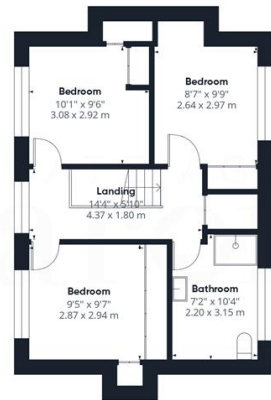 Bedroom
10'1" x 9'6"
3.08 x 2.92 m
Bedroom
8'7" x 9'9"
2.64 x 2.97 m
Landing
14'4" x 5'10"
4.37 x 1.80 m
Bedroom
9'5" x 9'7"
2.87 x 2.94 m
Bathroom
7'2" x 10'4"
2.20 x 3.15 m